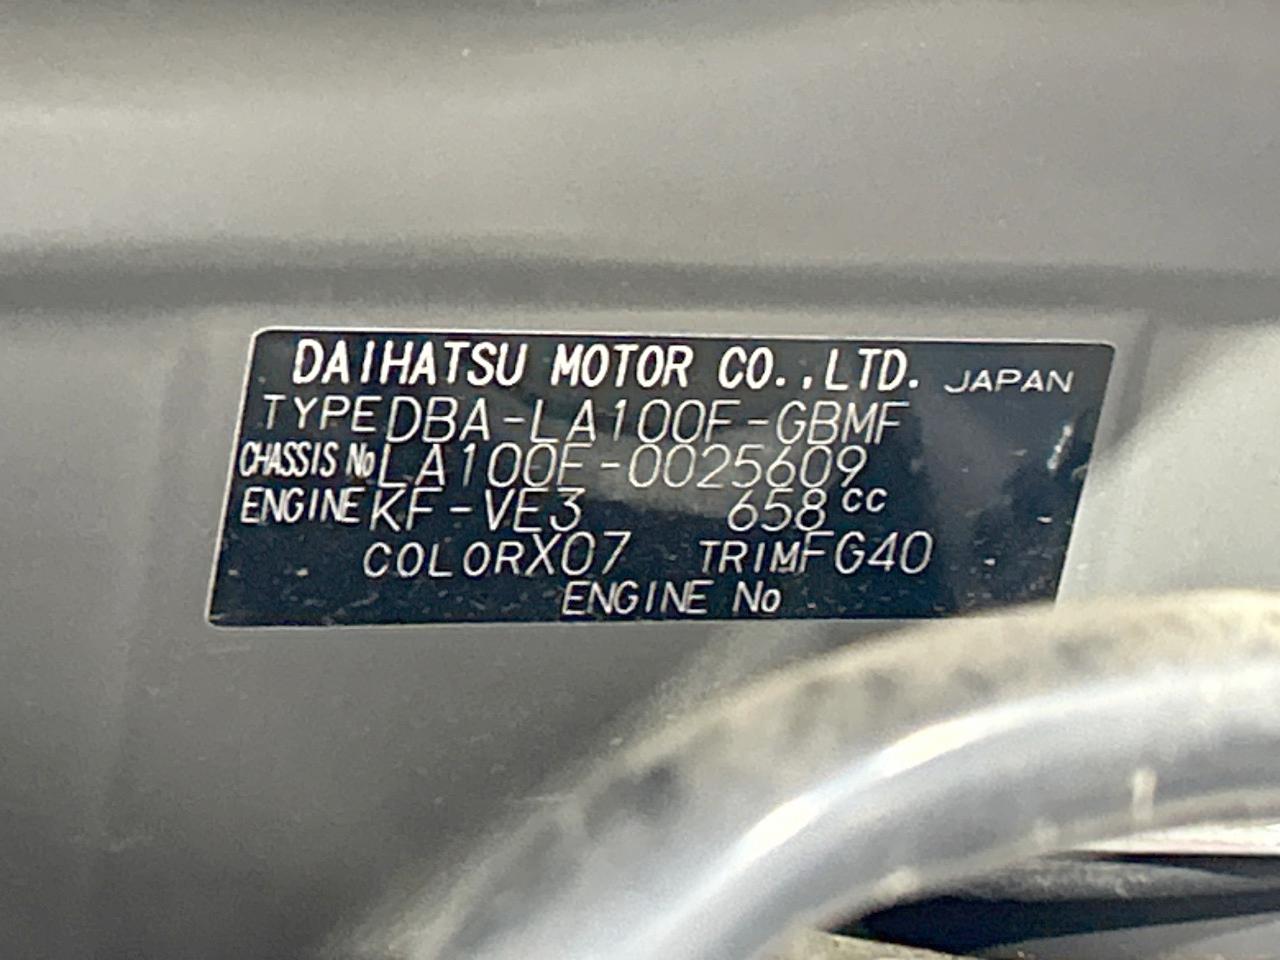 DAIHATSU MOTOR CO.,LTD. JAPAN
TYPE DBA-LA100F-GBMF
CHASSIS No LA100F-0025609
ENGINE KF-VE3 658cc
COLOR X07 TRIM FG40
ENGINE No